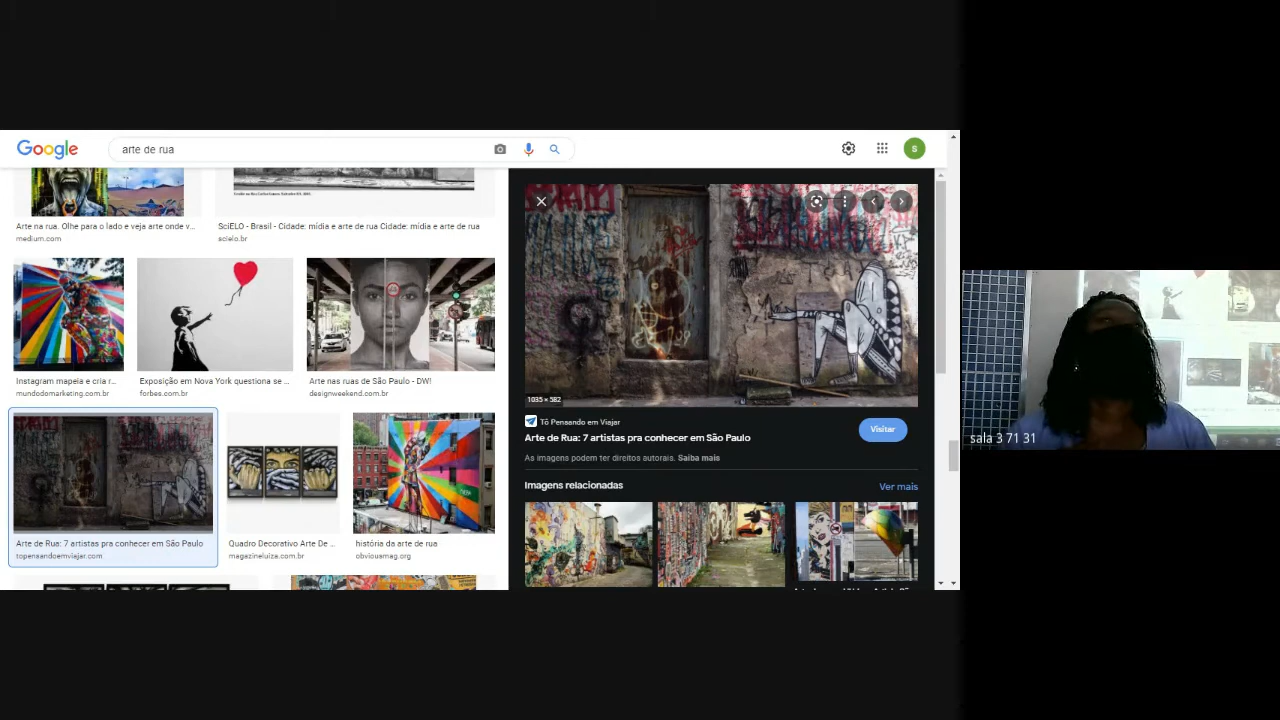 Google
arte de rua
S
Arte na rua. Olhe para o lado e veja arte onde v...
medium.com
SciELO - Brasil - Cidade: mídia e arte de rua Cidade: mídia e arte de rua
scielo.br
Instagram mapeia e cria r...
mundodomarketing.com.br
Exposição em Nova York questiona se ...
forbes.com.br
Arte nas ruas de São Paulo - DW!
designweekend.com.br
Arte de Rua: 7 artistas pra conhecer em São Paulo
topensandoemviajar.com
Quadro Decorativo Arte De ...
magazineluiza.com.br
história da arte de rua
obviousmag.org
1035 × 582
Tô Pensando em Viajar
Arte de Rua: 7 artistas pra conhecer em São Paulo
Visitar
As imagens podem ter direitos autorais. Saiba mais
Imagens relacionadas
Ver mais
sala 3 71 31